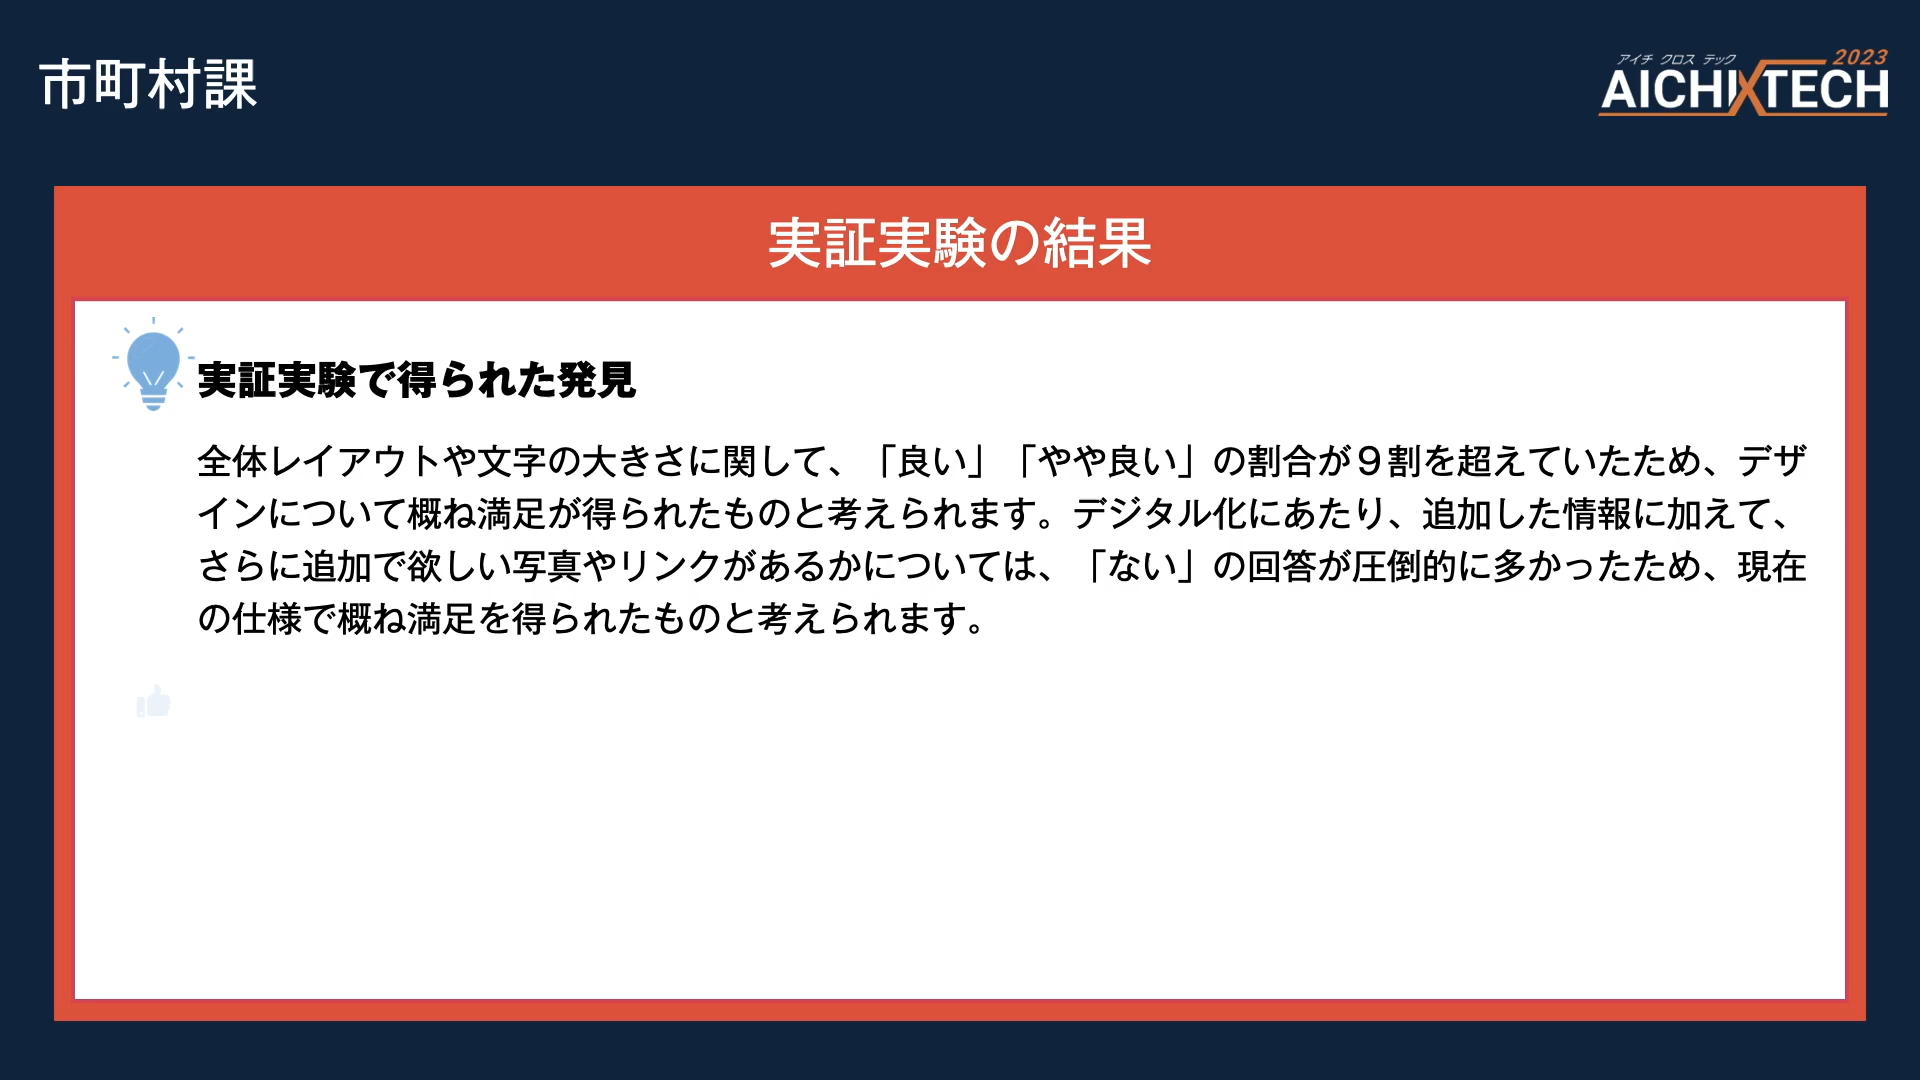 市町村課
アイチ クロス テック 2023
AICHI X TECH
実証実験の結果
実証実験で得られた発見
全体レイアウトや文字の大きさに関して、「良い」「やや良い」の割合が９割を超えていたため、デザ
インについて概ね満足が得られたものと考えられます。デジタル化にあたり、追加した情報に加えて、
さらに追加で欲しい写真やリンクがあるかについては、「ない」の回答が圧倒的に多かったため、現在
の仕様で概ね満足を得られたものと考えられます。